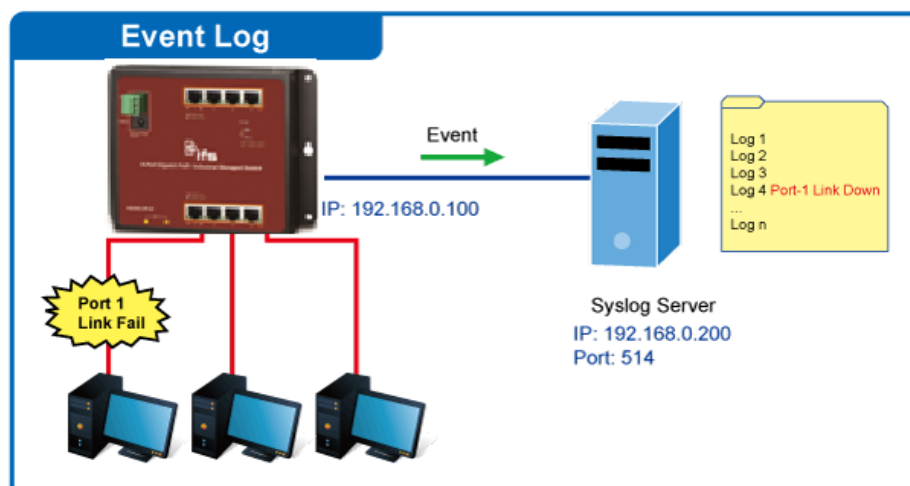 Event Log
ifs
Event
IP: 192.168.0.100
Log 1
Log 2
Log 3
Log 4 Port-1 Link Down
...
Log n
Port 1
Link Fail
Syslog Server
IP: 192.168.0.200
Port: 514